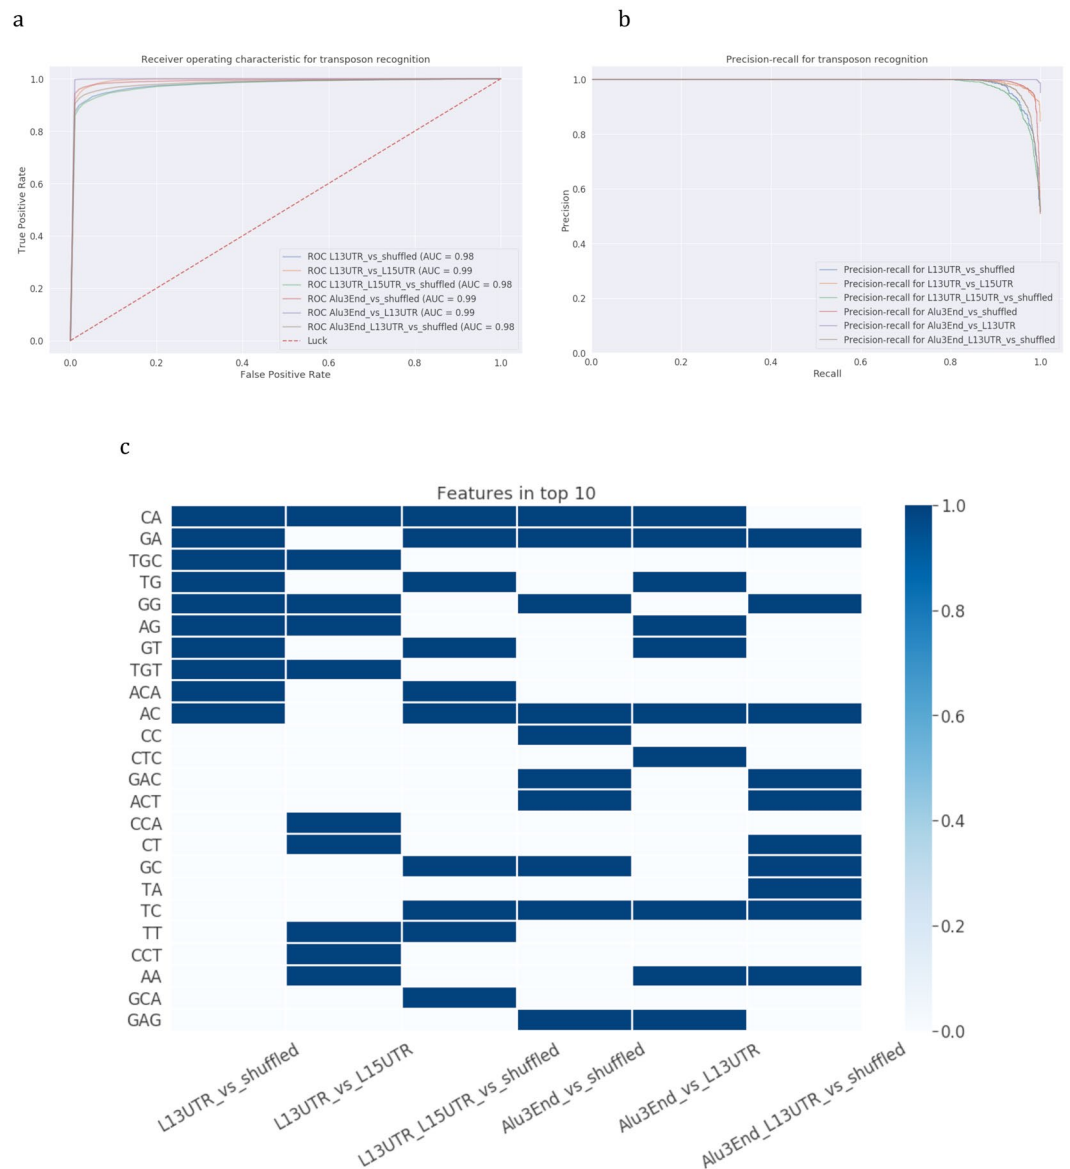 a
b
Receiver operating characteristic for transposon recognition
1.0
0.8
0.6
0.4
0.2
0.0
True Positive Rate
ROC L13UTR_vs_shuffled (AUC = 0.98
ROC L13UTR_vs_L15UTR (AUC = 0.99
ROC L13UTR_L15UTR_vs_shuffled (AUC = 0.98
ROC Alu3End_vs_shuffled (AUC = 0.99
ROC Alu3End_vs_L13UTR (AUC = 0.99
ROC Alu3End_L13UTR_vs_shuffled (AUC = 0.98
Luck
0.0
0.2
0.4
0.6
0.8
1.0
False Positive Rate
Precision-recall for transposon recognition
1.0
0.8
0.6
0.4
0.2
0.0
Precision
Precision-recall for L13UTR_vs_shuffled
Precision-recall for L13UTR_vs_L15UTR
Precision-recall for L13UTR_L15UTR_vs_shuffled
Precision-recall for Alu3End_vs_shuffled
Precision-recall for Alu3End_vs_L13UTR
Precision-recall for Alu3End_L13UTR_vs_shuffled
0.0
0.2
0.4
0.6
0.8
1.0
Recall
c
Features in top 10
CA
GA
TGC
TG
GG
AG
GT
TGT
ACA
AC
CC
CTC
GAC
ACT
CCA
CT
GC
TA
TC
TT
CCT
AA
GCA
GAG
L13UTR_vs_shuffled
L13UTR_vs_L15UTR
L13UTR_L15UTR_vs_shuffled
Alu3End_vs_shuffled
Alu3End_vs_L13UTR
Alu3End_L13UTR_vs_shuffled
1.0
0.8
0.6
0.4
0.2
0.0